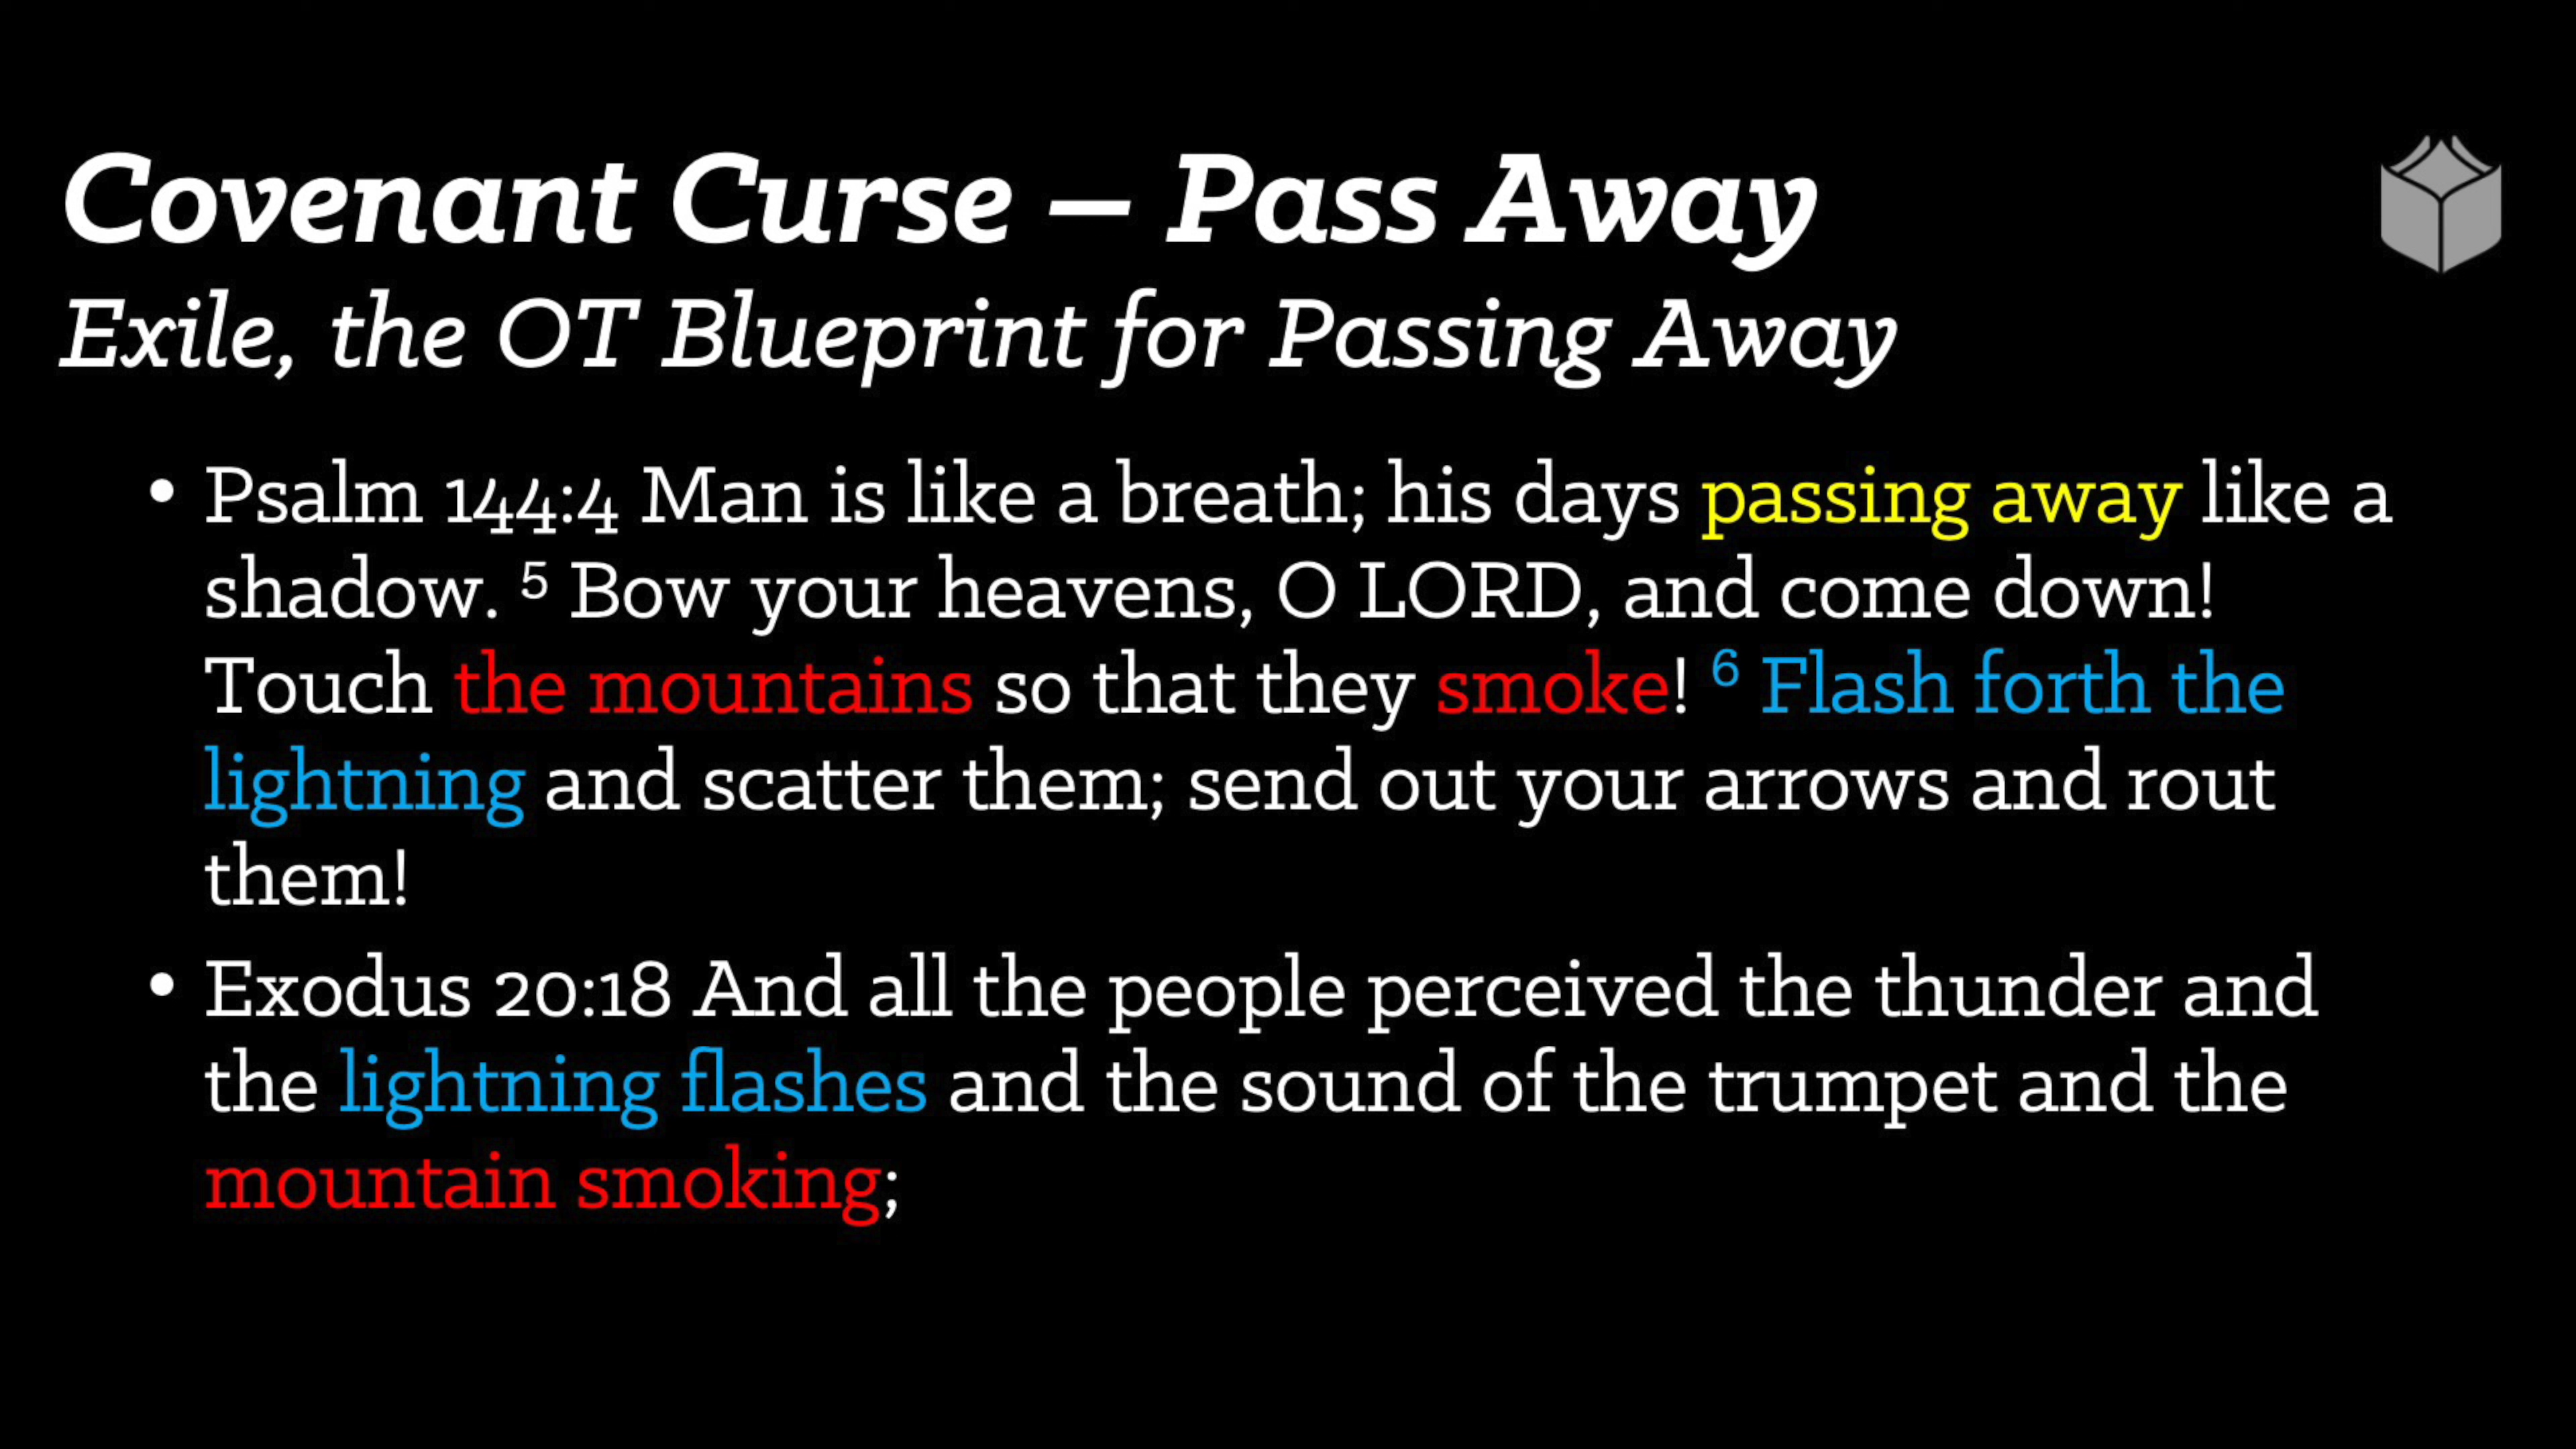 Covenant Curse – Pass Away
Exile, the OT Blueprint for Passing Away
• Psalm 144:4 Man is like a breath; his days passing away like a
shadow. ⁵ Bow your heavens, O LORD, and come down!
Touch the mountains so that they smoke! ⁶ Flash forth the
lightning and scatter them; send out your arrows and rout
them!
• Exodus 20:18 And all the people perceived the thunder and
the lightning flashes and the sound of the trumpet and the
mountain smoking;